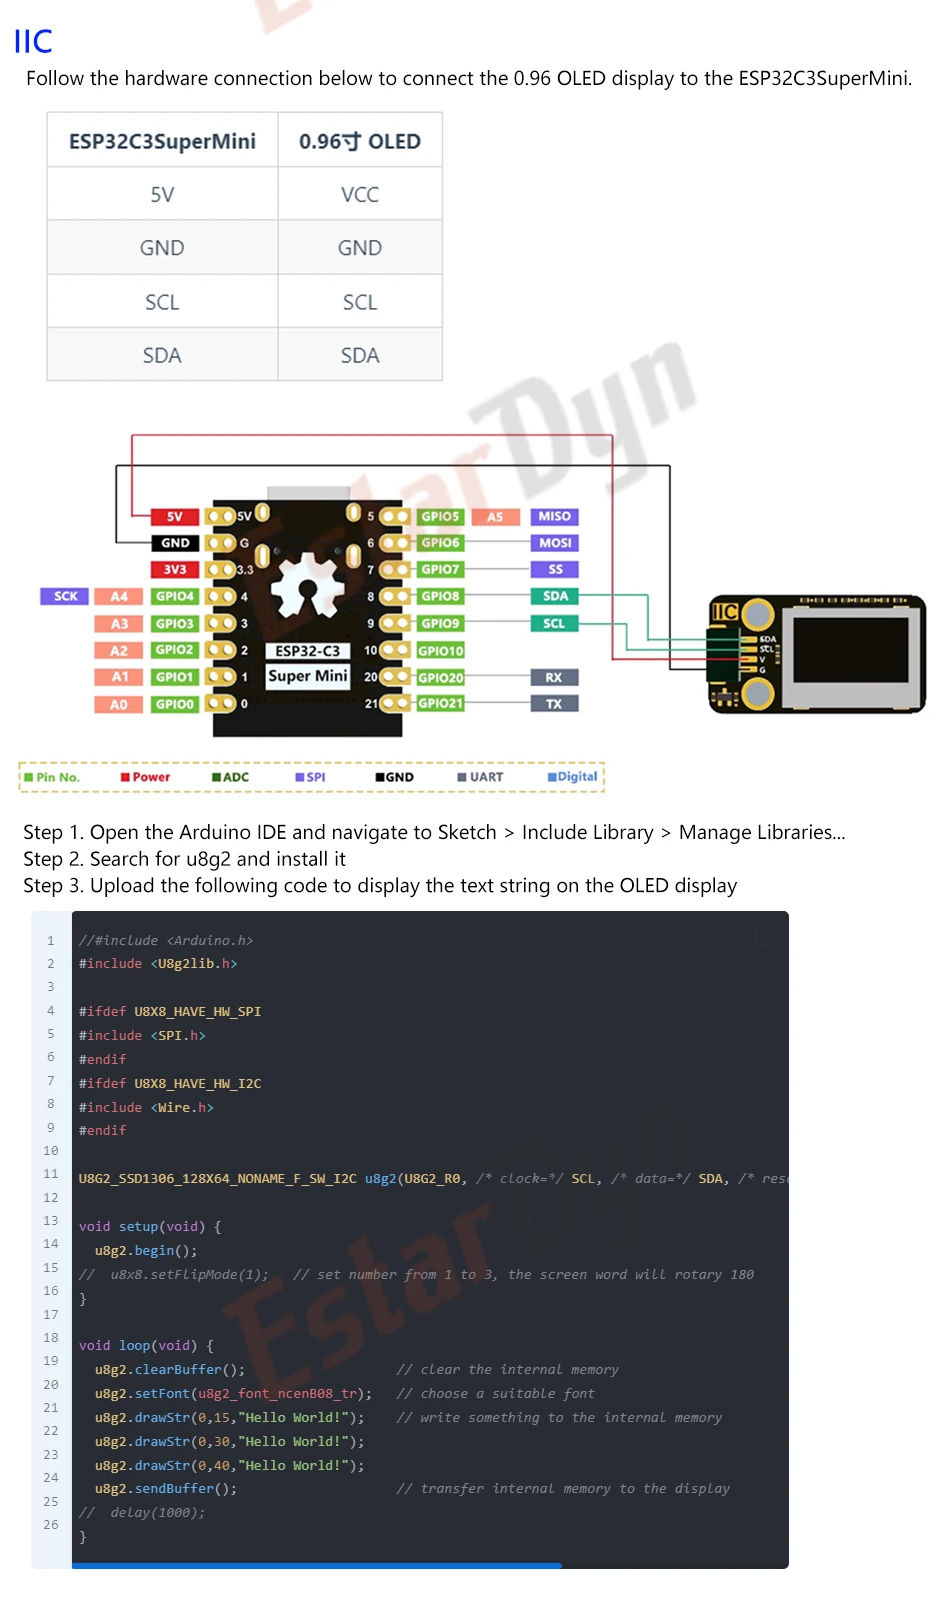 IIC
Follow the hardware connection below to connect the 0.96 OLED display to the ESP32C3SuperMini.
ESP32C3SuperMini 0.96寸 OLED
5V VCC
GND GND
SCL SCL
SDA SDA
EstarDyn
5V 5V 5 GPIO5 A5 MISO
GND G 6 GPIO6 MOSI
3V3 3.3 7 GPIO7 SS
SCK A4 GPIO4 4 8 GPIO8 SDA
A3 GPIO3 3 9 GPIO9 SCL
A2 GPIO2 2 ESP32-C3 10 GPIO10
A1 GPIO1 1 Super Mini 20 GPIO20 RX
A0 GPIO0 0 21 GPIO21 TX
IIC
SDA
SCL
V
G
Pin No. Power ADC SPI GND UART Digital
Step 1. Open the Arduino IDE and navigate to Sketch > Include Library > Manage Libraries...
Step 2. Search for u8g2 and install it
Step 3. Upload the following code to display the text string on the OLED display
1 //#include <Arduino.h>
2 #include <U8g2lib.h>
3
4 #ifdef U8X8_HAVE_HW_SPI
5 #include <SPI.h>
6 #endif
7 #ifdef U8X8_HAVE_HW_I2C
8 #include <Wire.h>
9 #endif
10
11 U8G2_SSD1306_128X64_NONAME_F_SW_I2C u8g2(U8G2_R0, /* clock=*/ SCL, /* data=*/ SDA, /* res
12
13 void setup(void) {
14 u8g2.begin();
15 // u8x8.setFlipMode(1); // set number from 1 to 3, the screen word will rotary 180
16 }
17
18 void loop(void) {
19 u8g2.clearBuffer(); // clear the internal memory
20 u8g2.setFont(u8g2_font_ncenB08_tr); // choose a suitable font
21 u8g2.drawStr(0,15,"Hello World!"); // write something to the internal memory
22 u8g2.drawStr(0,30,"Hello World!");
23 u8g2.drawStr(0,40,"Hello World!");
24 u8g2.sendBuffer(); // transfer internal memory to the display
25 // delay(1000);
26 }
EstarDyn